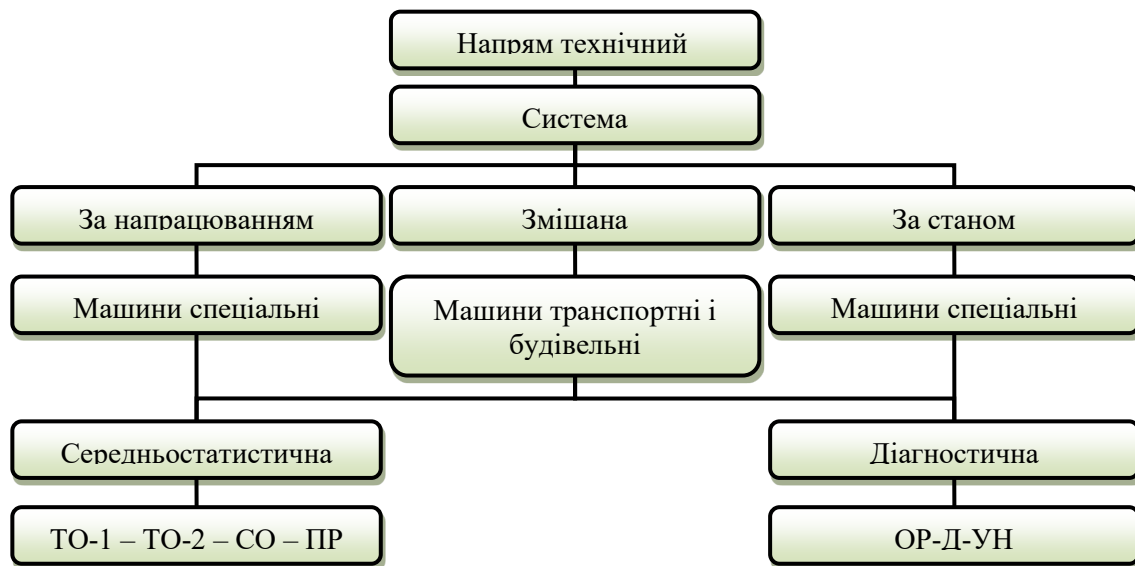 Напрям технічний
Система
За напрацюванням
Змішана
За станом
Машини спеціальні
Машини транспортні і
будівельні
Машини спеціальні
Середньостатистична
Діагностична
ТО-1 – ТО-2 – СО – ПР
ОР-Д-УН